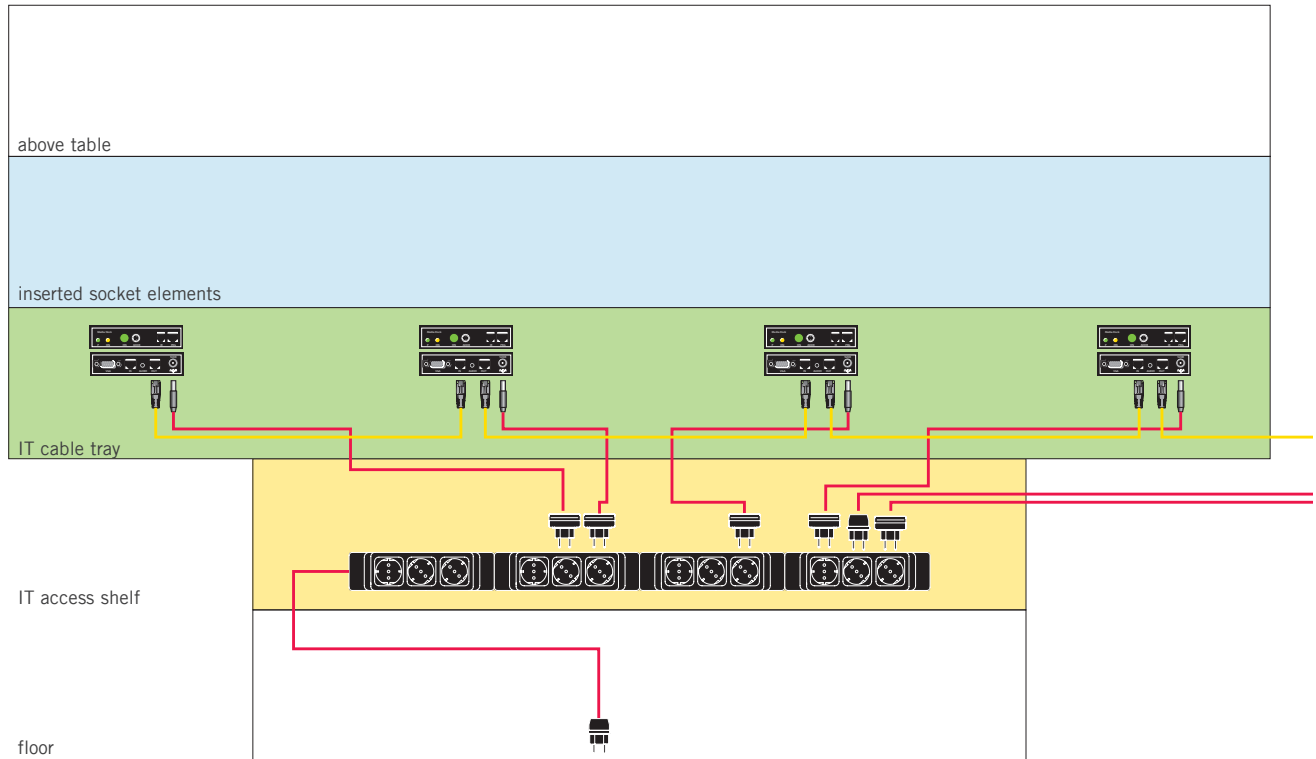 above table
inserted socket elements
IT cable tray
IT access shelf
floor